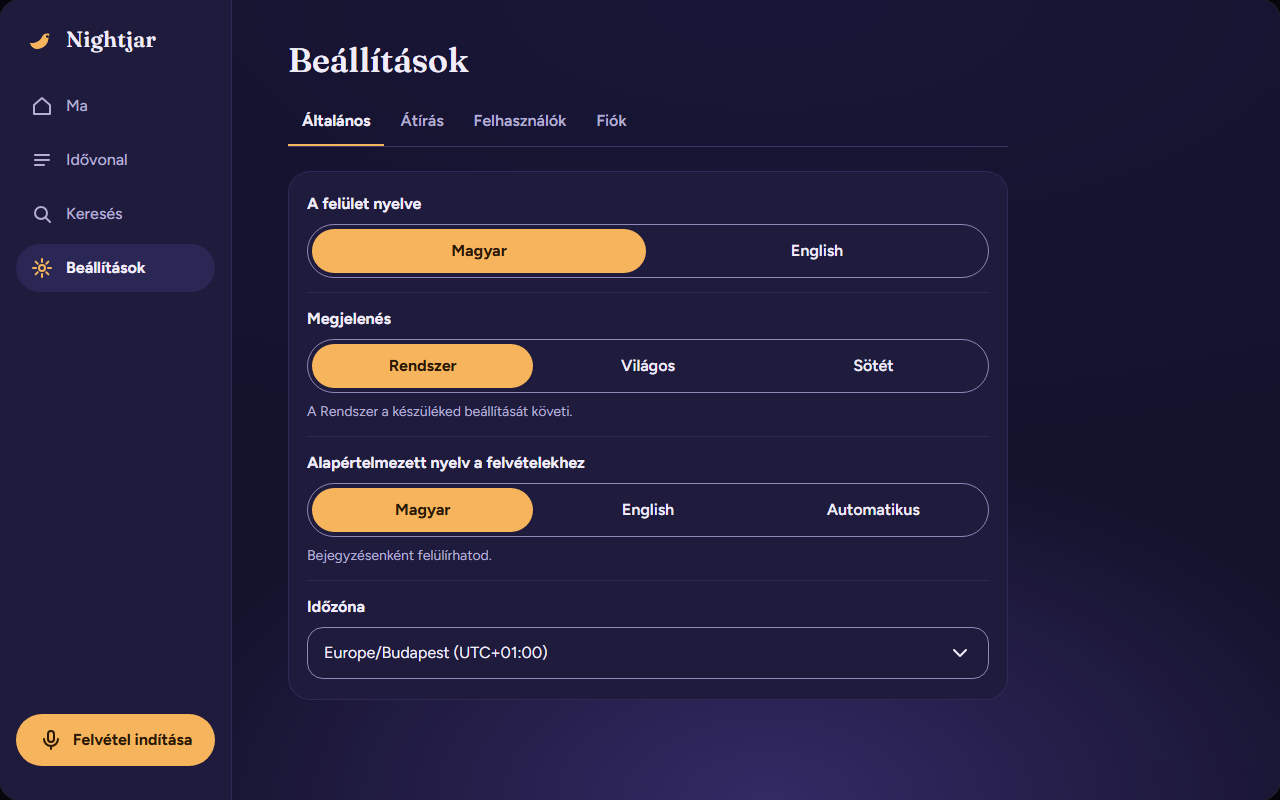 Nightjar
Ma
Idővonal
Keresés
Beállítások
Felvétel indítása
Beállítások
Általános
Átírás
Felhasználók
Fiók
A felület nyelve
Magyar
English
Megjelenés
Rendszer
Világos
Sötét
A Rendszer a készüléked beállítását követi.
Alapértelmezett nyelv a felvételekhez
Magyar
English
Automatikus
Bejegyzésenként felülírhatod.
Időzóna
Europe/Budapest (UTC+01:00)